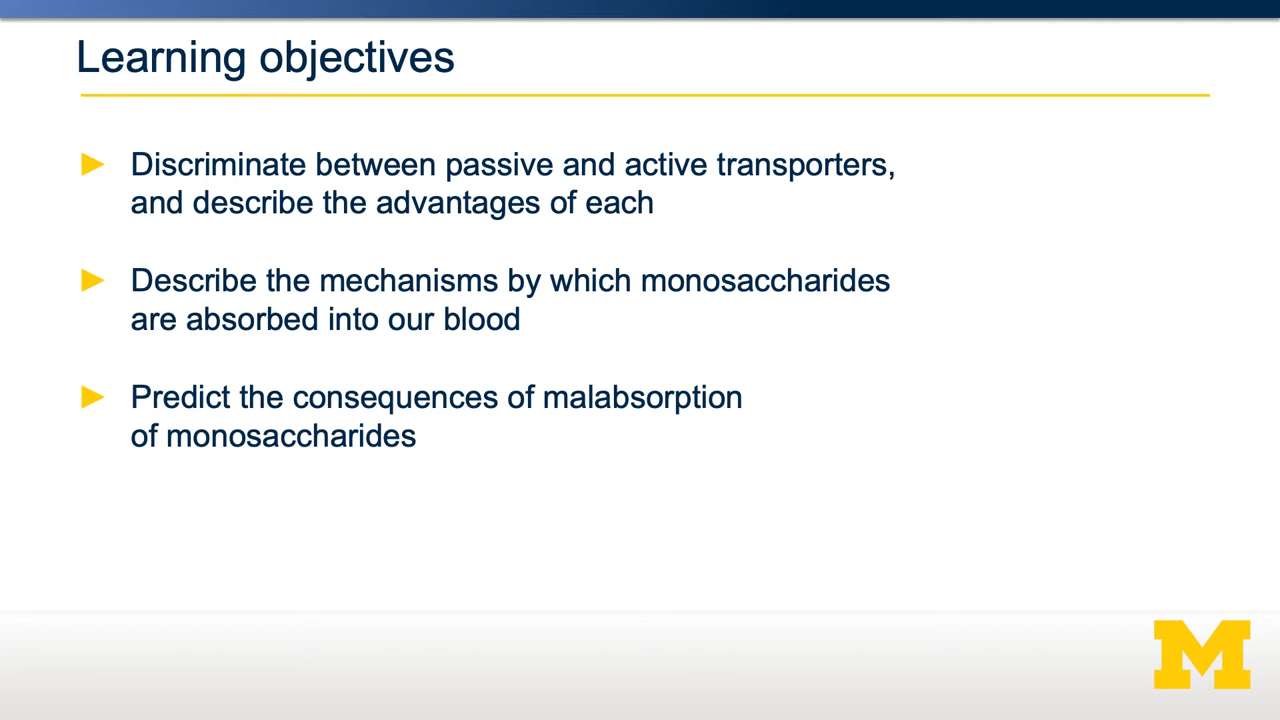 Learning objectives
Discriminate between passive and active transporters,
and describe the advantages of each
Describe the mechanisms by which monosaccharides
are absorbed into our blood
Predict the consequences of malabsorption
of monosaccharides
M